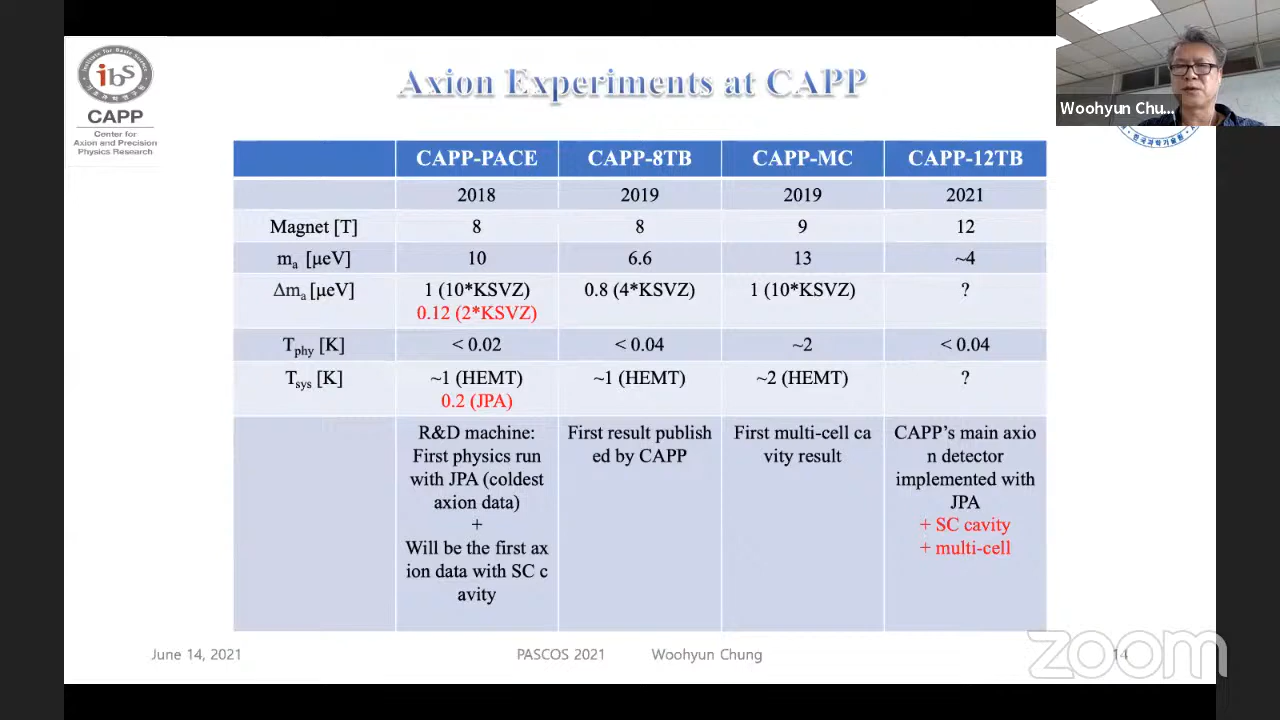 ibs
CAPP
Center for
Axion and Precision
Physics Research
Axion Experiments at CAPP
Woohyun Chu...
CAPP-PACE CAPP-8TB CAPP-MC CAPP-12TB
2018 2019 2019 2021
Magnet [T] 8 8 9 12
ma [μeV] 10 6.6 13 ~4
Δma [μeV] 1 (10*KSVZ) 0.8 (4*KSVZ) 1 (10*KSVZ) ?
0.12 (2*KSVZ)
Tphy [K] < 0.02 < 0.04 ~2 < 0.04
Tsys [K] ~1 (HEMT) ~1 (HEMT) ~2 (HEMT) ?
0.2 (JPA)
R&D machine:
First physics run
with JPA (coldest
axion data)
+
Will be the first ax
ion data with SC c
avity
First result publish
ed by CAPP
First multi-cell ca
vity result
CAPP’s main axio
n detector
implemented with
JPA
+ SC cavity
+ multi-cell
June 14, 2021 PASCOS 2021 Woohyun Chung 14
zoom